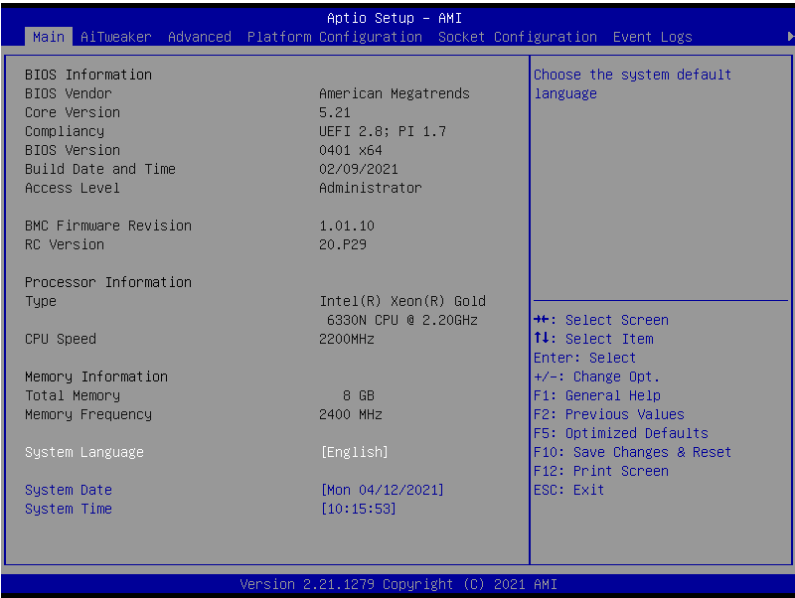 Aptio Setup – AMI
Main AiTweaker Advanced Platform Configuration Socket Configuration Event Logs
BIOS Information
BIOS Vendor American Megatrends
Core Version 5.21
Compliancy UEFI 2.8; PI 1.7
BIOS Version 0401 x64
Build Date and Time 02/09/2021
Access Level Administrator
BMC Firmware Revision 1.01.10
RC Version 20.P29
Processor Information
Type Intel(R) Xeon(R) Gold
6330N CPU @ 2.20GHz
CPU Speed 2200MHz
Memory Information
Total Memory 8 GB
Memory Frequency 2400 MHz
System Language [English]
System Date [Mon 04/12/2021]
System Time [10:15:53]
Choose the system default
language
→←: Select Screen
↑↓: Select Item
Enter: Select
+/-: Change Opt.
F1: General Help
F2: Previous Values
F5: Optimized Defaults
F10: Save Changes & Reset
F12: Print Screen
ESC: Exit
Version 2.21.1279 Copyright (C) 2021 AMI